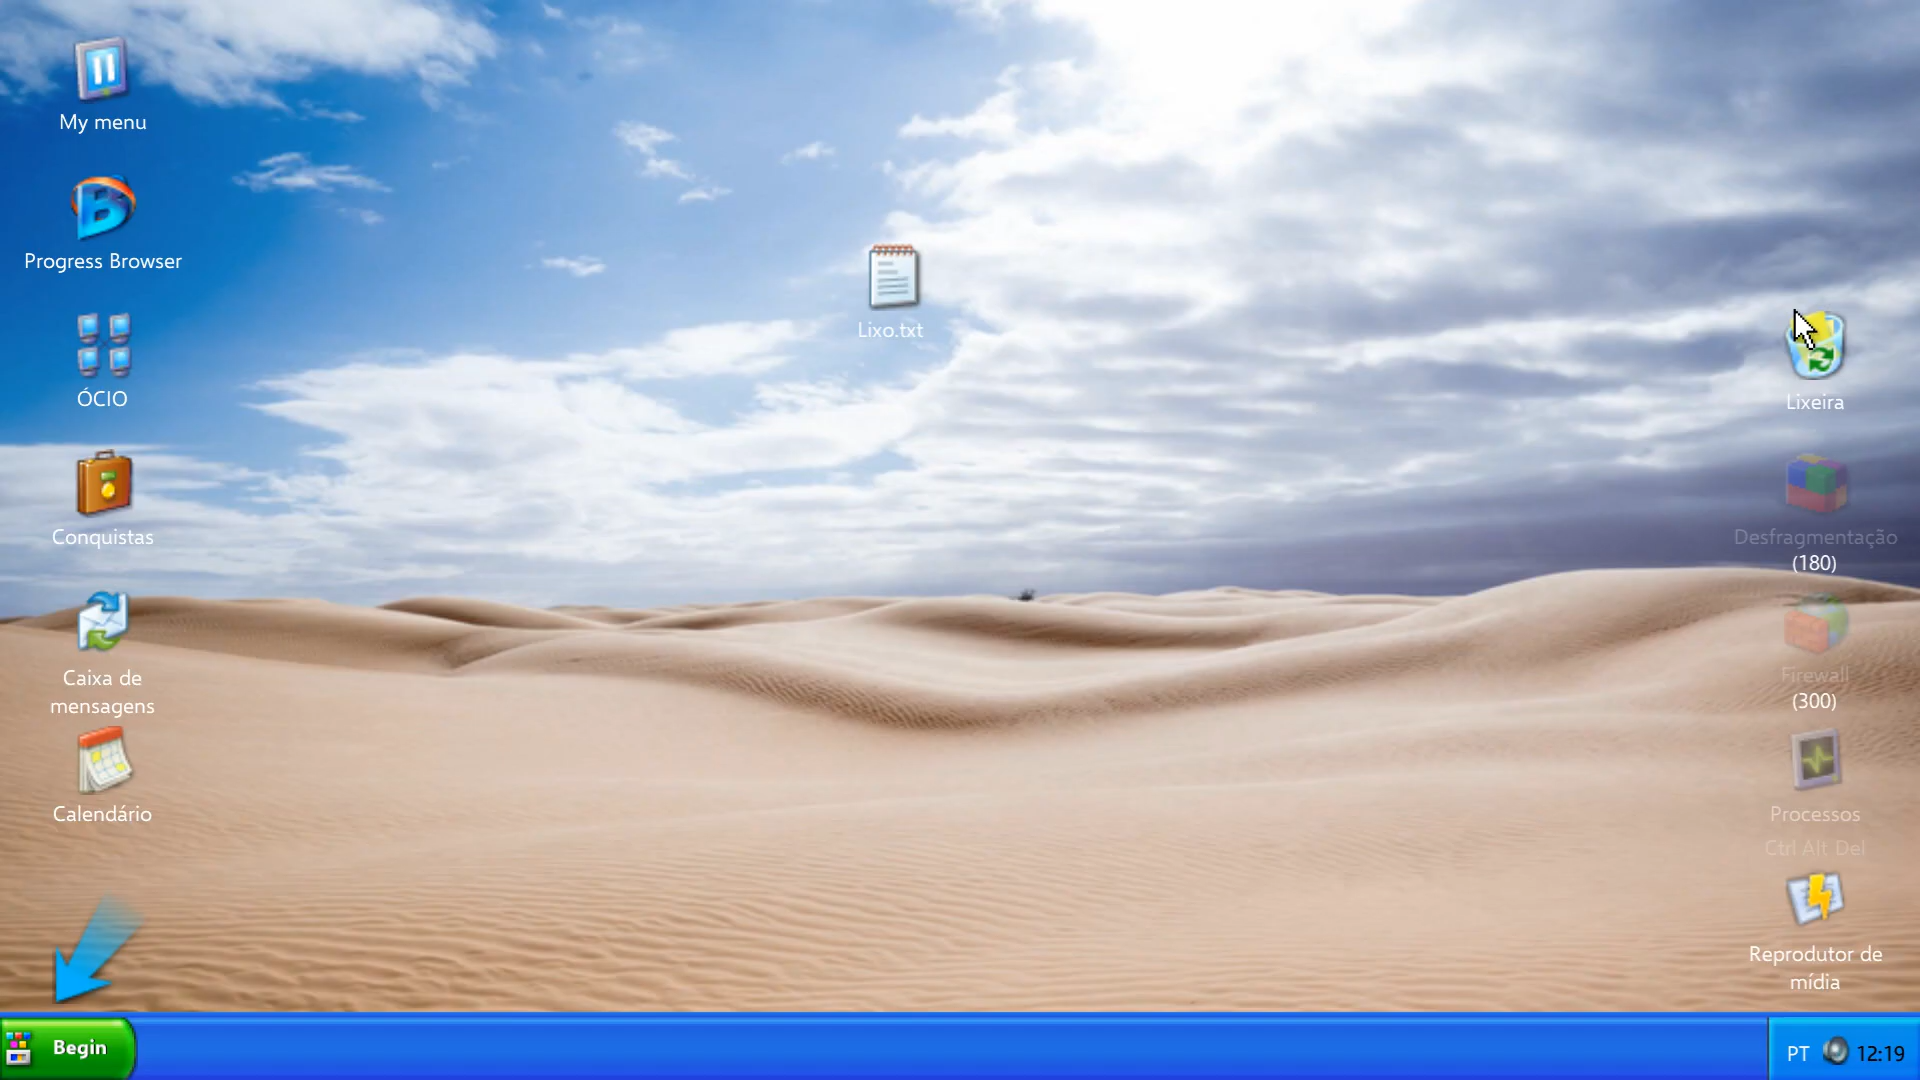 My menu
Progress Browser
ÓCIO
Conquistas
Caixa de
mensagens
Calendário
Lixo.txt
Lixeira
Desfragmentação
(180)
Firewall
(300)
Processos
Ctrl Alt Del
Reprodutor de
mídia
Begin
PT
12:19